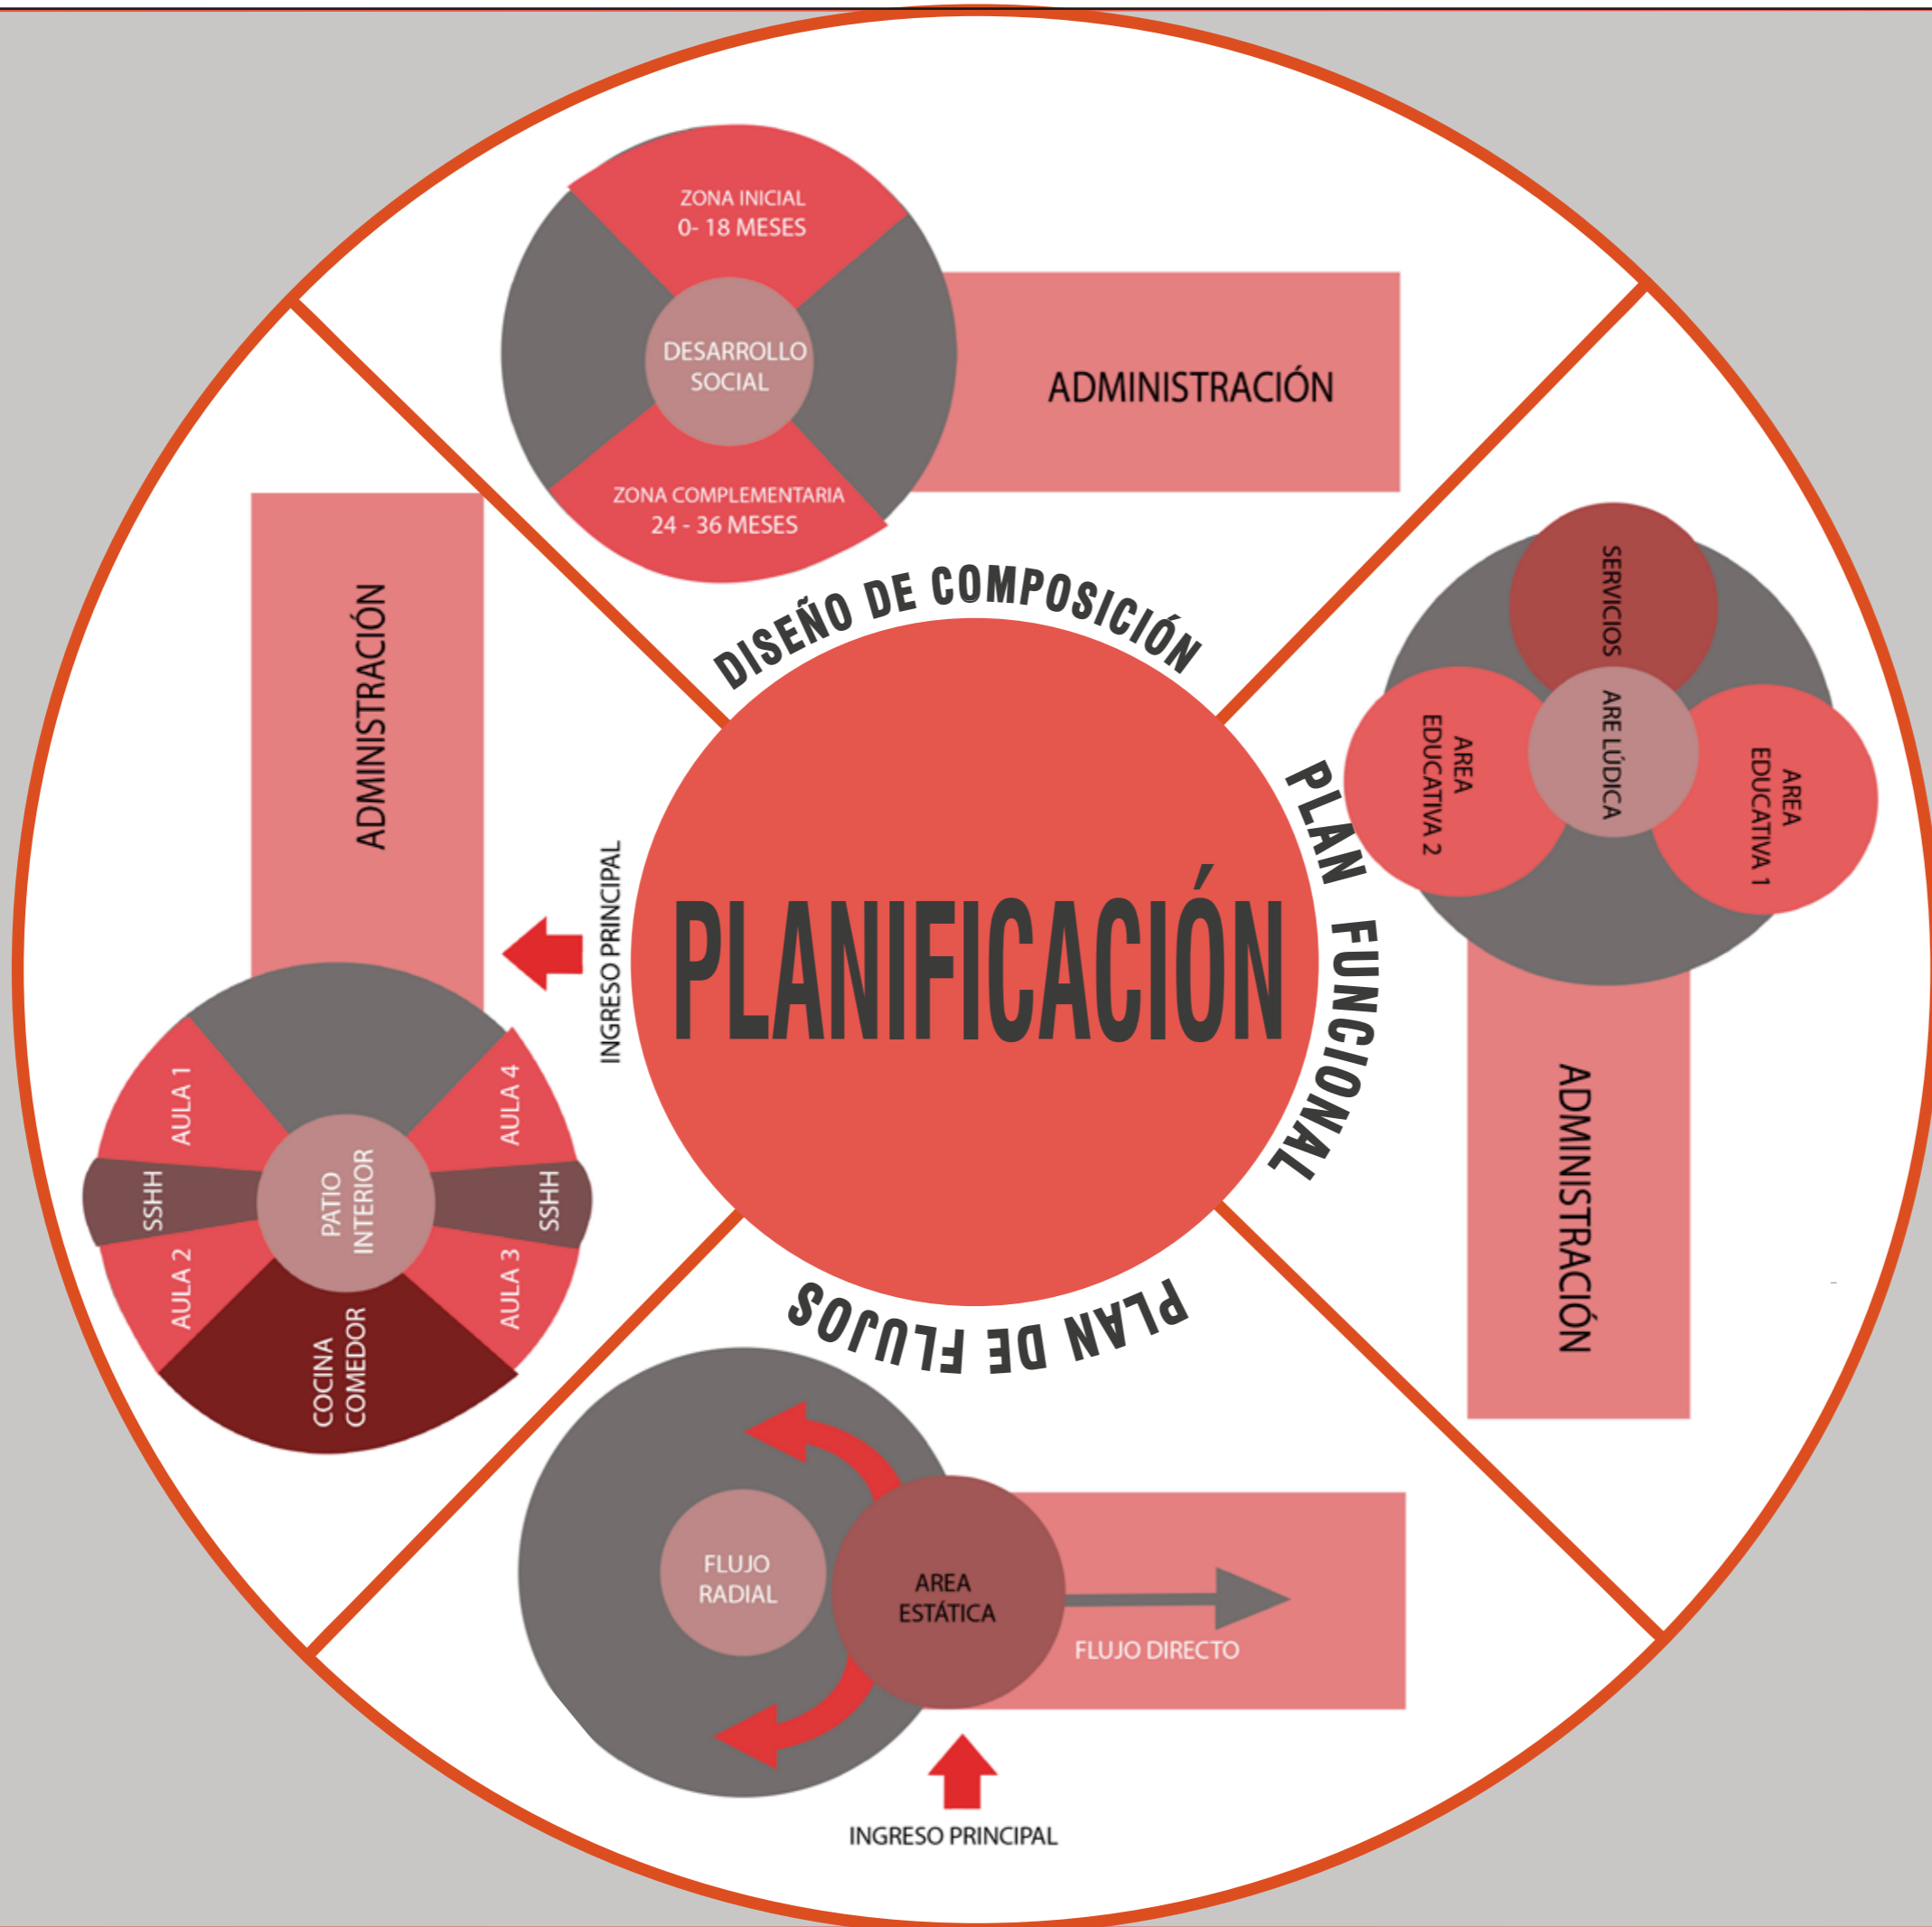 ZONA INICIAL
0- 18 MESES
DESARROLLO
SOCIAL
ZONA COMPLEMENTARIA
24 - 36 MESES
ADMINISTRACIÓN
DISEÑO DE COMPOSICIÓN
SERVICIOS
ARE LÚDICA
AREA
EDUCATIVA 2
AREA
EDUCATIVA 1
ADMINISTRACIÓN
PLAN FUNCIONAL
PLANIFICACIÓN
ADMINISTRACIÓN
INGRESO PRINCIPAL
AULA 1
SSHH
AULA 2
PATIO
INTERIOR
COCINA
COMEDOR
AULA 4
SSHH
AULA 3
PLAN DE FLUJOS
FLUJO
RADIAL
AREA
ESTÁTICA
FLUJO DIRECTO
INGRESO PRINCIPAL